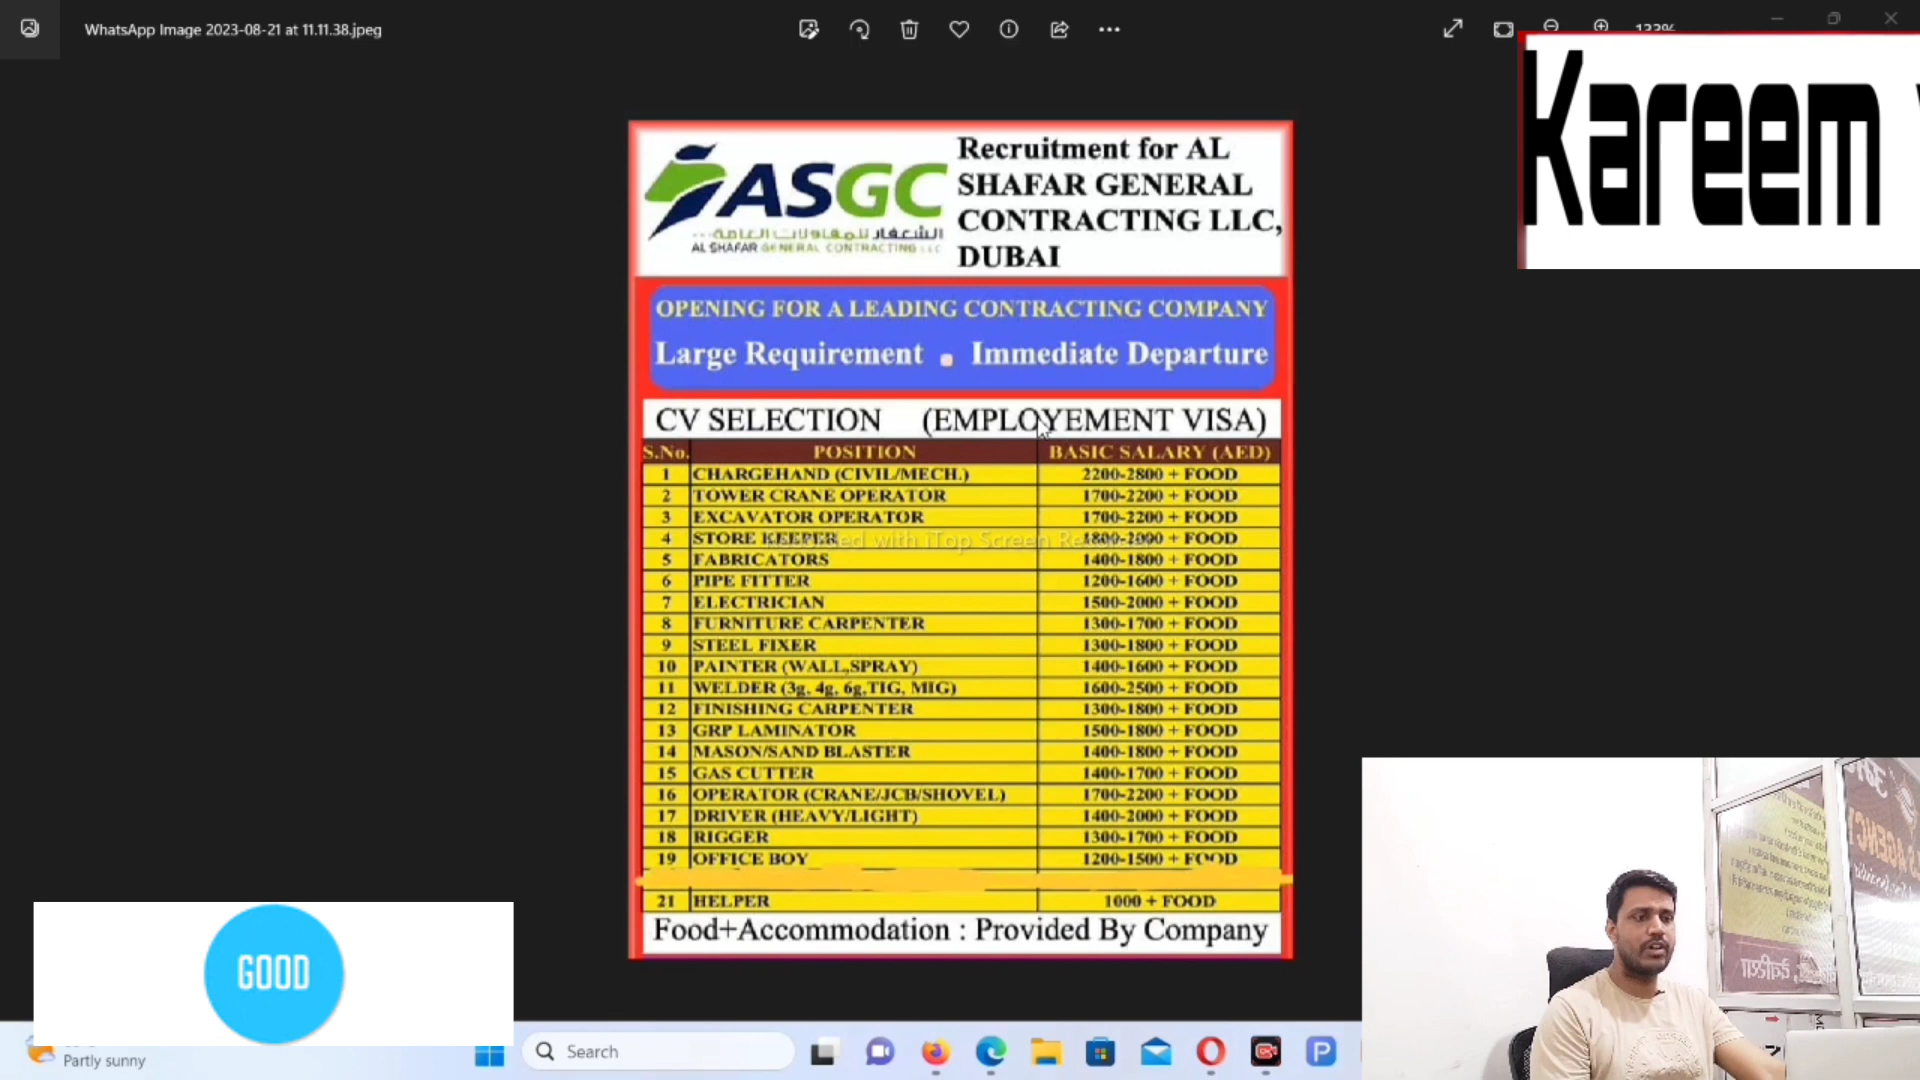 WhatsApp Image 2023-08-21 at 11.11.38.jpeg
133%
Kareem
ASGC
الشعفار للمقاولات العامة
AL SHAFAR GENERAL CONTRACTING LLC
Recruitment for AL
SHAFAR GENERAL
CONTRACTING LLC,
DUBAI
OPENING FOR A LEADING CONTRACTING COMPANY
Large Requirement . Immediate Departure
CV SELECTION (EMPLOYEMENT VISA)
S.No. POSITION BASIC SALARY (AED)
1 CHARGEHAND (CIVIL/MECH.) 2200-2800 + FOOD
2 TOWER CRANE OPERATOR 1700-2200 + FOOD
3 EXCAVATOR OPERATOR 1700-2200 + FOOD
4 STORE KEEPER 1800-2000 + FOOD
with iTop Screen
5 FABRICATORS 1400-1800 + FOOD
6 PIPE FITTER 1200-1600 + FOOD
7 ELECTRICIAN 1500-2000 + FOOD
8 FURNITURE CARPENTER 1300-1700 + FOOD
9 STEEL FIXER 1300-1800 + FOOD
10 PAINTER (WALL,SPRAY) 1400-1600 + FOOD
11 WELDER (3g, 4g, 6g,TIG, MIG) 1600-2500 + FOOD
12 FINISHING CARPENTER 1300-1800 + FOOD
13 GRP LAMINATOR 1500-1800 + FOOD
14 MASON/SAND BLASTER 1400-1800 + FOOD
15 GAS CUTTER 1400-1700 + FOOD
16 OPERATOR (CRANE/JCB/SHOVEL) 1700-2200 + FOOD
17 DRIVER (HEAVY/LIGHT) 1400-2000 + FOOD
18 RIGGER 1300-1700 + FOOD
19 OFFICE BOY 1200-1500 + FOOD
21 HELPER 1000 + FOOD
Food+Accommodation : Provided By Company
GOOD
Partly sunny
Search